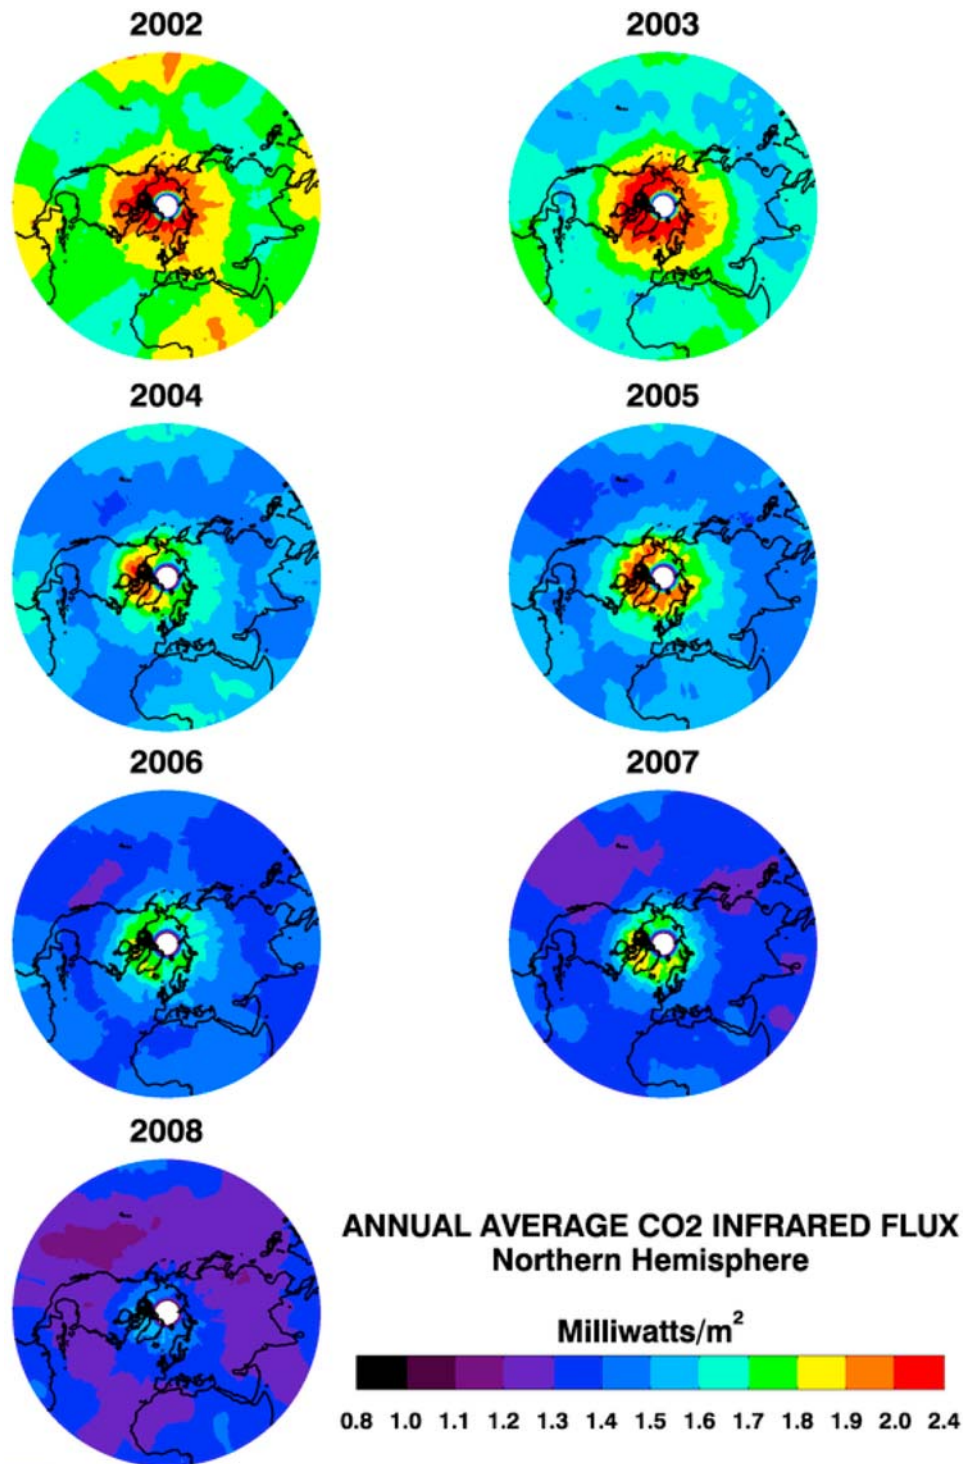 2002
2003
2004
2005
2006
2007
2008
ANNUAL AVERAGE CO2 INFRARED FLUX
Northern Hemisphere
Milliwatts/m²
0.8 1.0 1.1 1.2 1.3 1.4 1.5 1.6 1.7 1.8 1.9 2.0 2.4